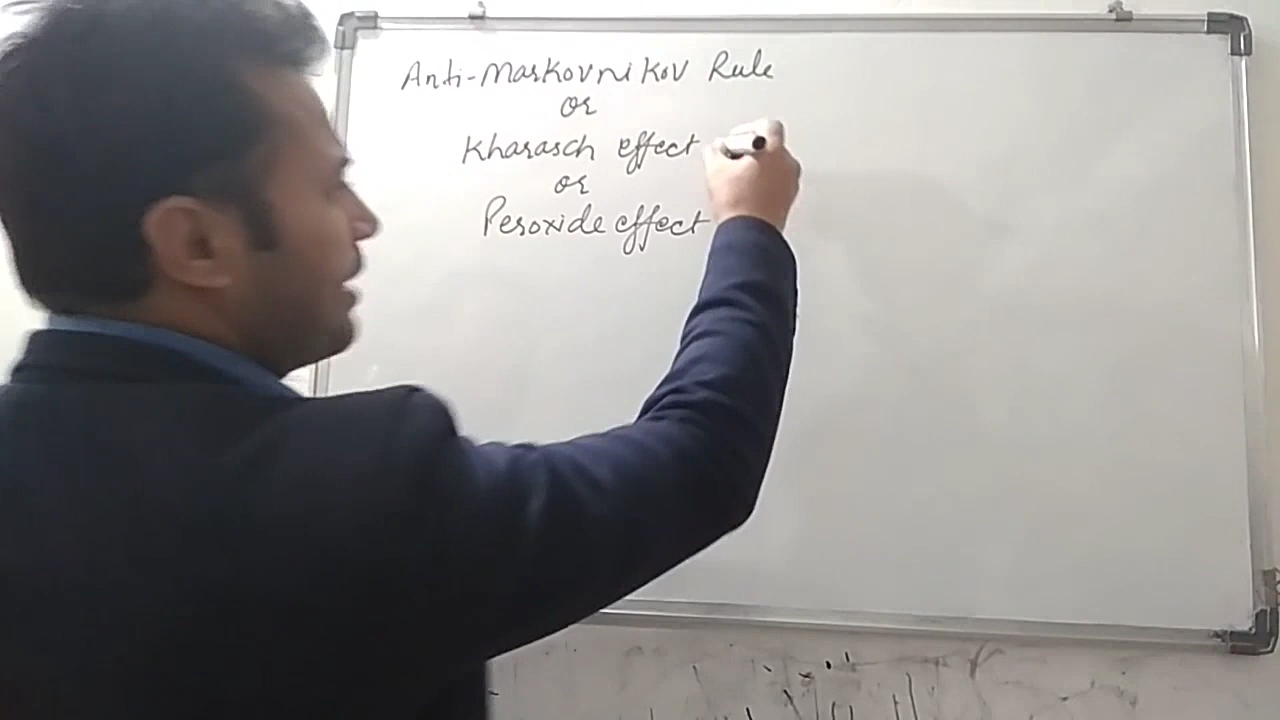 Anti-Markovnikov Rule
or
Kharasch effect
or
Peroxide effect